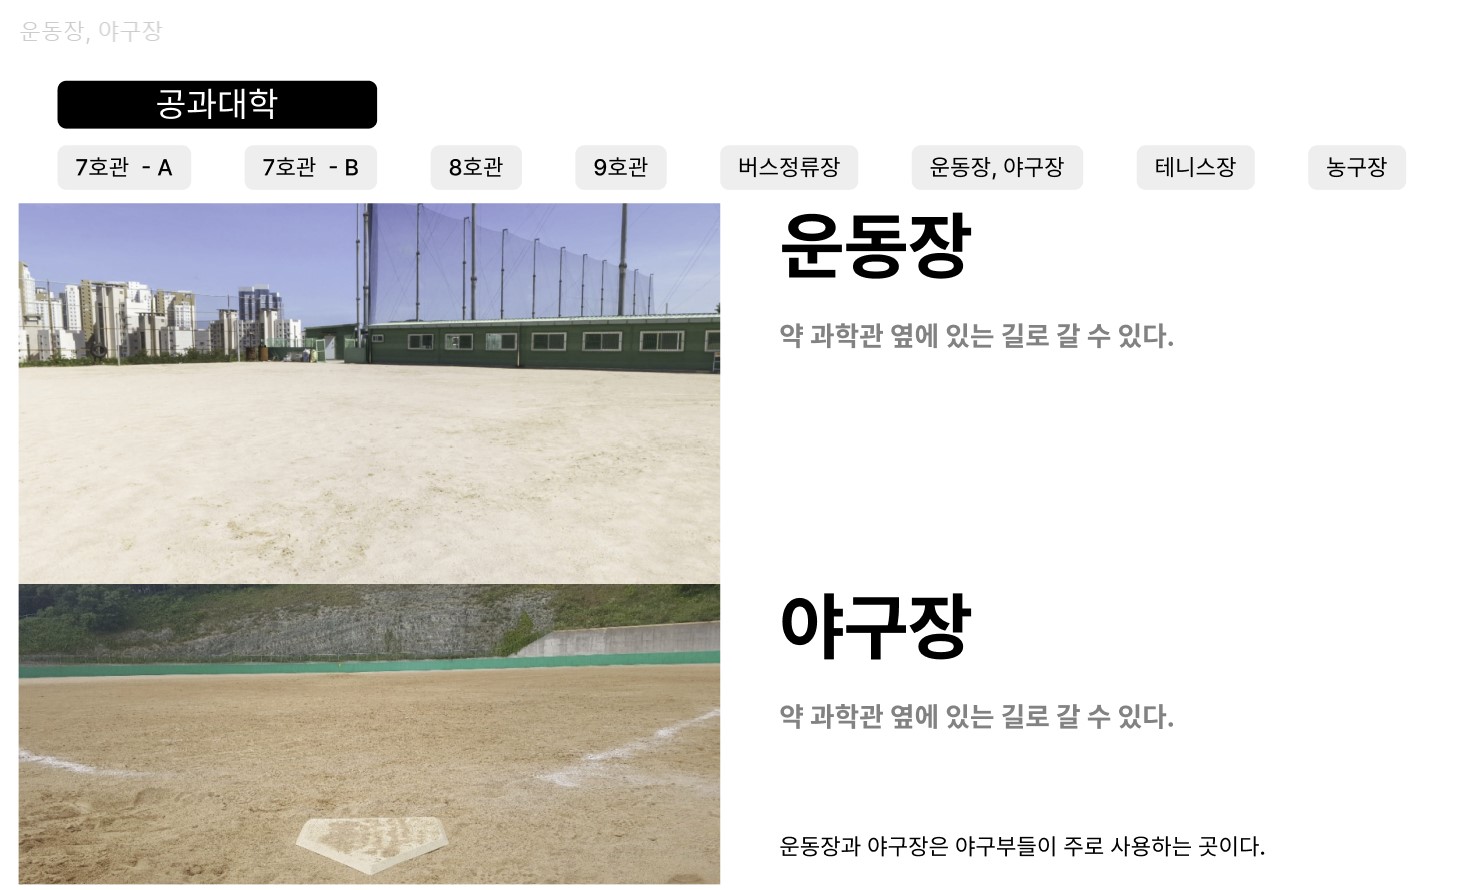 운동장, 야구장
공과대학
7호관 - A
7호관 - B
8호관
9호관
버스정류장
운동장, 야구장
테니스장
농구장
운동장
약 과학관 옆에 있는 길로 갈 수 있다.
야구장
약 과학관 옆에 있는 길로 갈 수 있다.
운동장과 야구장은 야구부들이 주로 사용하는 곳이다.